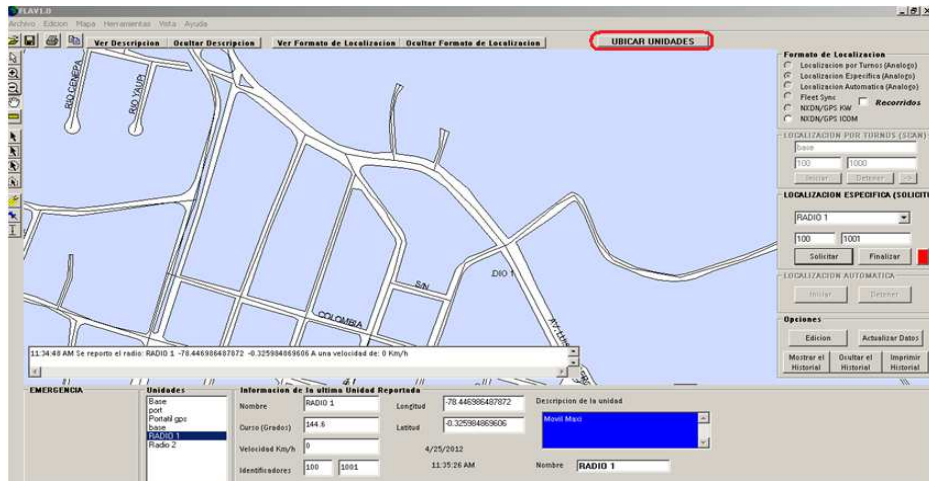 FLAV1.0
Archivo Edicion Mapa Herramientas Vista Ayuda
Ver Descripcion Ocultar Descripcion Ver Formato de Localizacion Ocultar Formato de Localizacion UBICAR UNIDADES
RIO CENEPA
RIO YAUPI
DIO 1
S/N
COLOMBIA
Formato de Localizacion
Localizacion por Turnos (Analogo)
Localizacion Especifica (Analogo)
Localizacion Automatica (Analogo)
Fleet Sync
Recorridos
NXDN/GPS KW
NXDN/GPS ICOM
LOCALIZACION POR TURNOS (SCAN)
base
100 1000
Iniciar Detener ->
LOCALIZACION ESPECIFICA (SOLICITU
RADIO 1
100 1001
Solicitar Finalizar
LOCALIZACION AUTOMATICA
Iniciar Detener
Opciones
Edicion Actualizar Datos
Mostrar el Historial Ocultar el Historial Imprimir Historial
11:34:48 AM Se reporto el radio: RADIO 1 -78.446986487872 -0.325984869606 A una velocidad de: 0 Km/h
EMERGENCIA
Unidades
Base
port
Portatil gps
base
RADIO 1
Radio 2
Informacion de la ultima Unidad Reportada
Nombre RADIO 1 Longitud -78.446986487872
Curso (Grados) 144.6 Latitud -0.325984869606
Velocidad Km/h 0 4/25/2012
Identificadores 100 1001 11:35:26 AM
Descripcion de la unidad
Movil Maxi
Nombre RADIO 1